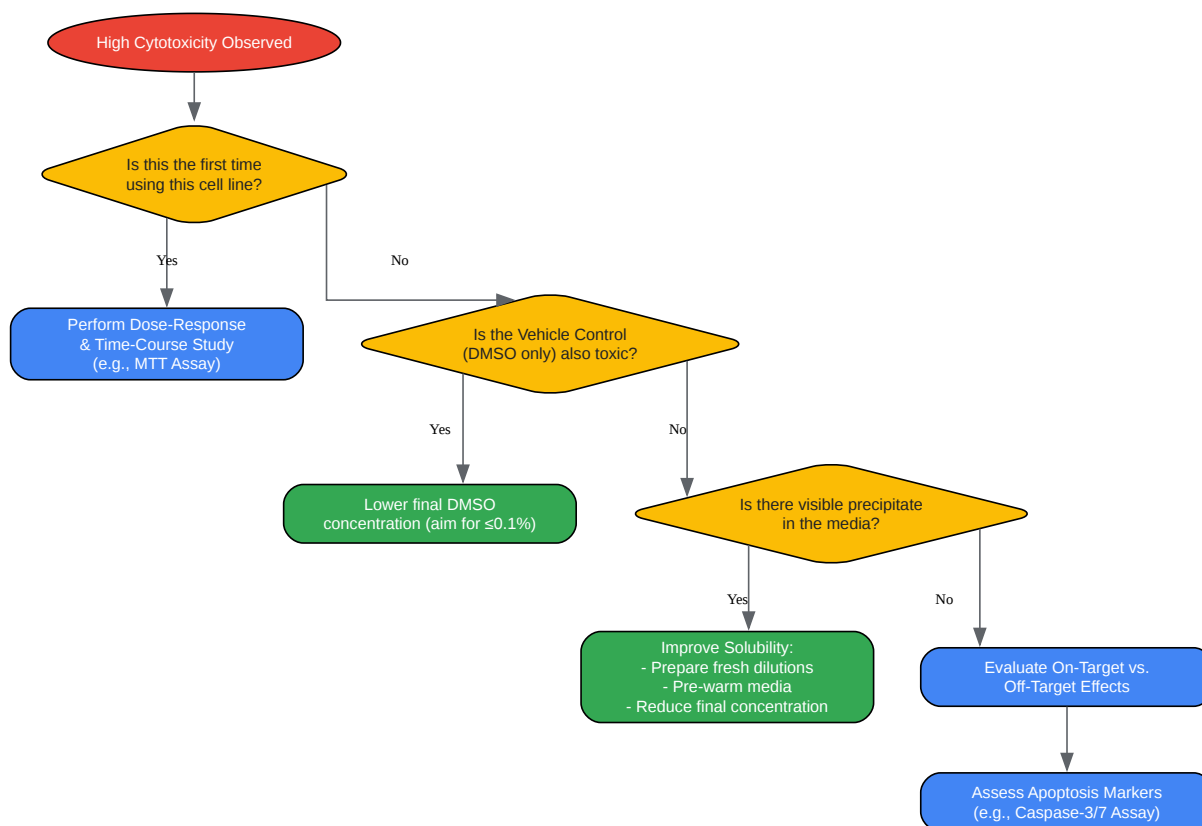 High Cytotoxicity Observed
Is this the first time
using this cell line?
Yes
No
Perform Dose-Response
& Time-Course Study
(e.g., MTT Assay)
Is the Vehicle Control
(DMSO only) also toxic?
Yes
No
Lower final DMSO
concentration (aim for ≤0.1%)
Is there visible precipitate
in the media?
Yes
No
Improve Solubility:
- Prepare fresh dilutions
- Pre-warm media
- Reduce final concentration
Evaluate On-Target vs.
Off-Target Effects
Assess Apoptosis Markers
(e.g., Caspase-3/7 Assay)